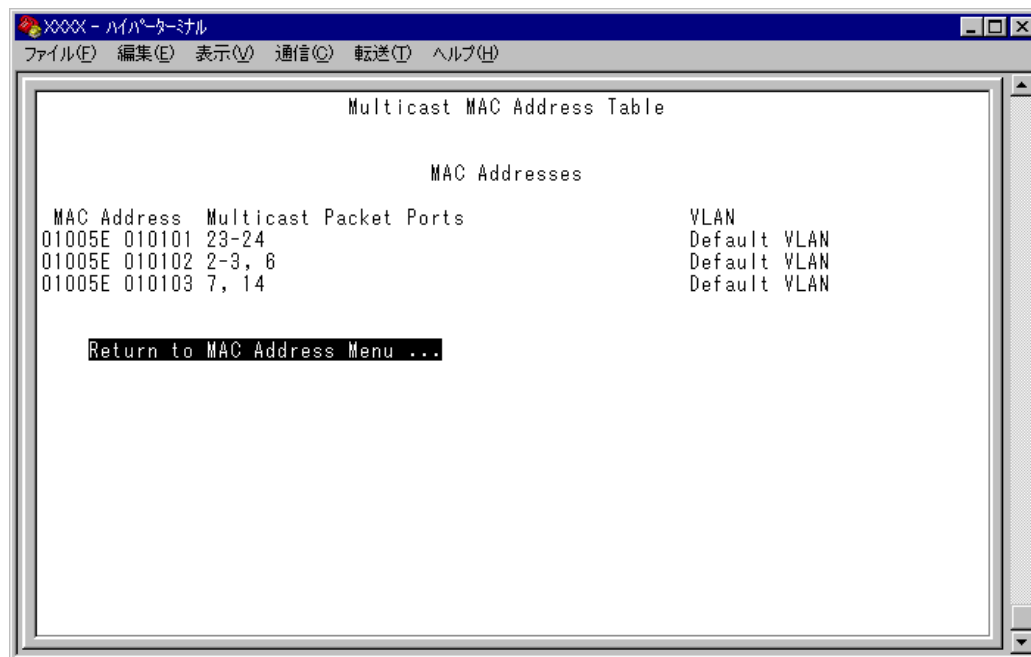 XXXX - ﾊｲﾊﾟｰﾀｰﾐﾅﾙ
ファイル(F) 編集(E) 表示(V) 通信(C) 転送(T) ヘルプ(H)
Multicast MAC Address Table
MAC Addresses
MAC Address Multicast Packet Ports VLAN
01005E 010101 23-24 Default VLAN
01005E 010102 2-3, 6 Default VLAN
01005E 010103 7, 14 Default VLAN
Return to MAC Address Menu ...